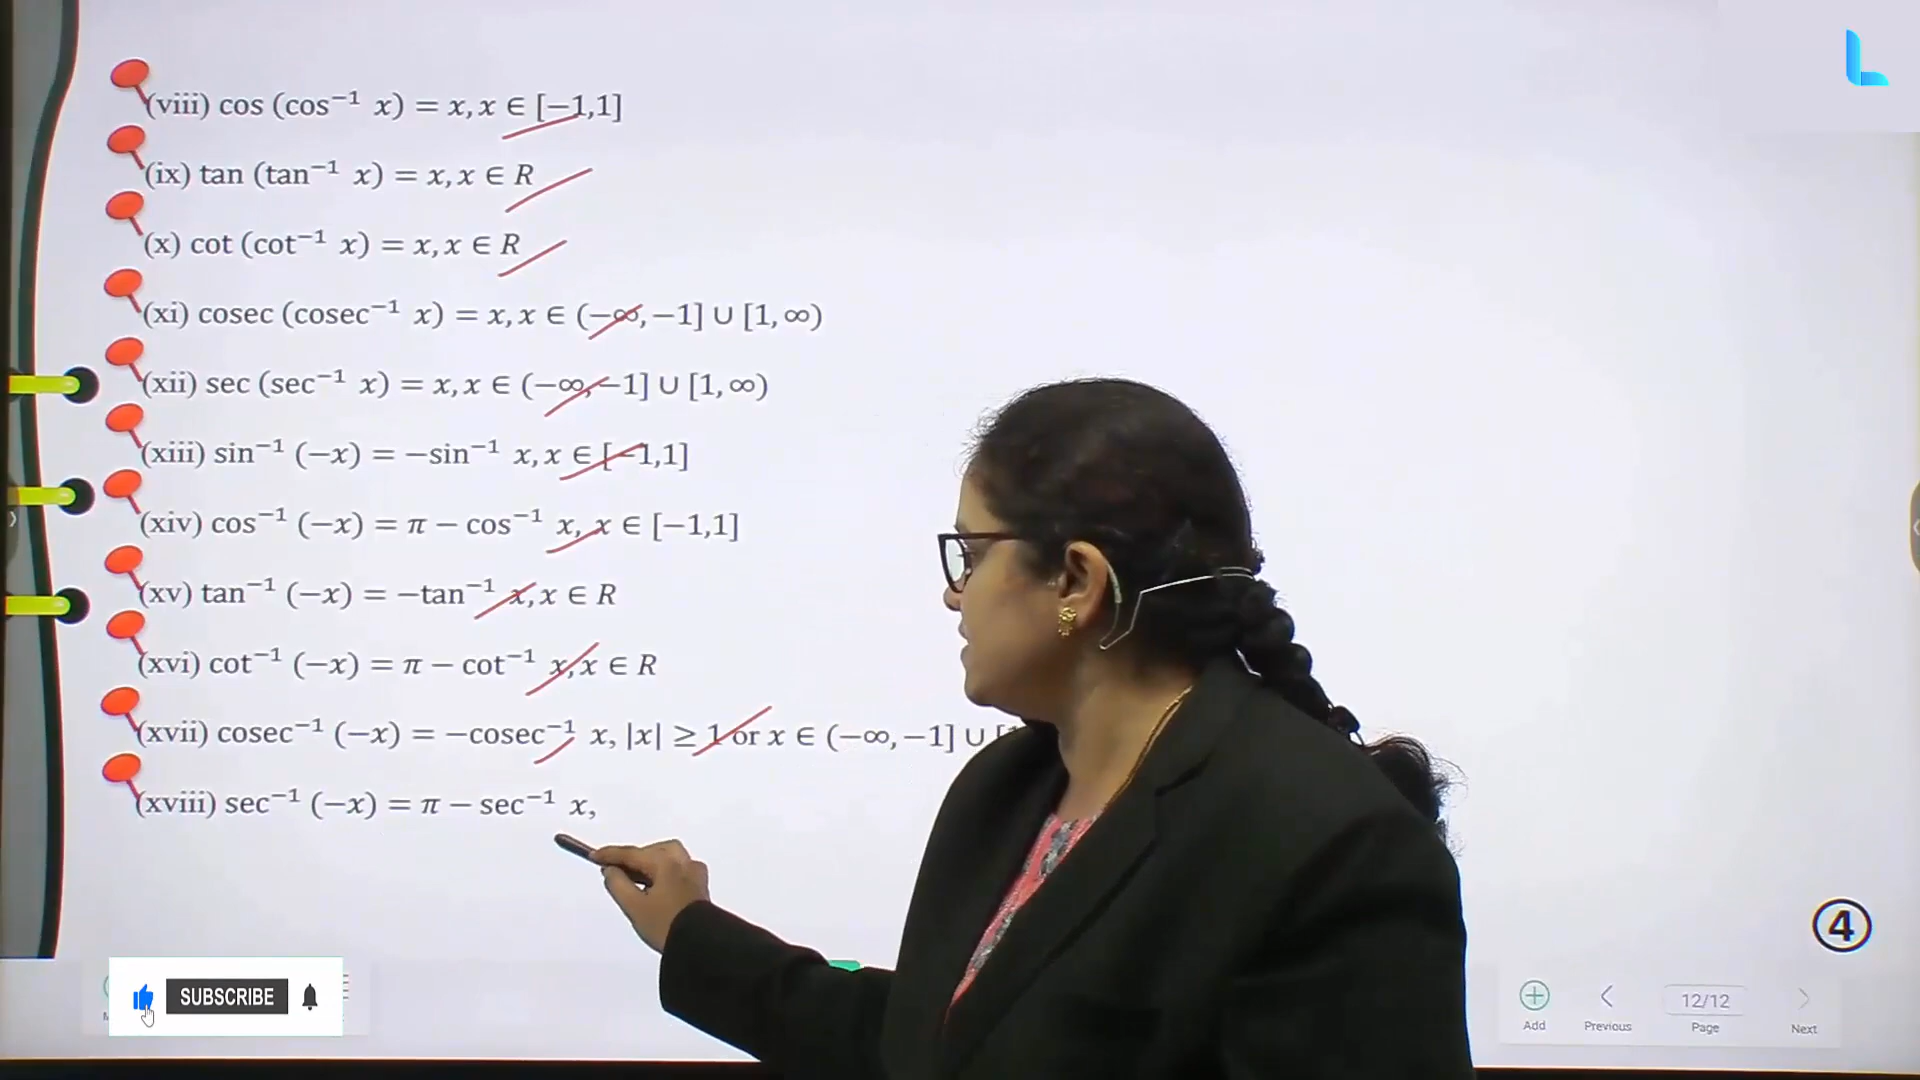 (viii) cos (cos⁻¹ x) = x, x ∈ [−1,1]
(ix) tan (tan⁻¹ x) = x, x ∈ R
(x) cot (cot⁻¹ x) = x, x ∈ R
(xi) cosec (cosec⁻¹ x) = x, x ∈ (−∞, −1] ∪ [1, ∞)
(xii) sec (sec⁻¹ x) = x, x ∈ (−∞, −1] ∪ [1, ∞)
(xiii) sin⁻¹ (−x) = −sin⁻¹ x, x ∈ [−1,1]
(xiv) cos⁻¹ (−x) = π − cos⁻¹ x, x ∈ [−1,1]
(xv) tan⁻¹ (−x) = −tan⁻¹ x, x ∈ R
(xvi) cot⁻¹ (−x) = π − cot⁻¹ x, x ∈ R
(xvii) cosec⁻¹ (−x) = −cosec⁻¹ x, |x| ≥ 1 or x ∈ (−∞, −1] ∪ [
(xviii) sec⁻¹ (−x) = π − sec⁻¹ x,
4
SUBSCRIBE
12/12
Add Previous Page Next